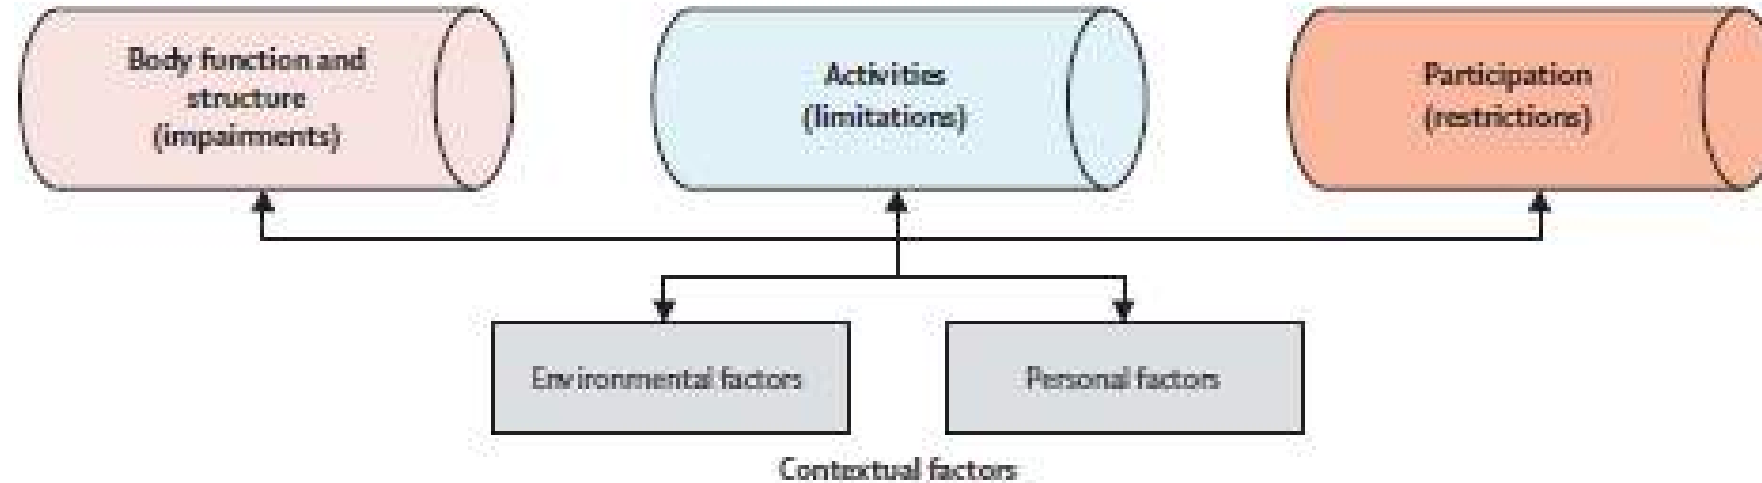 Body function and
structure
(impairments)
Activities
(limitations)
Participation
(restrictions)
Environmental factors
Personal factors
Contextual factors